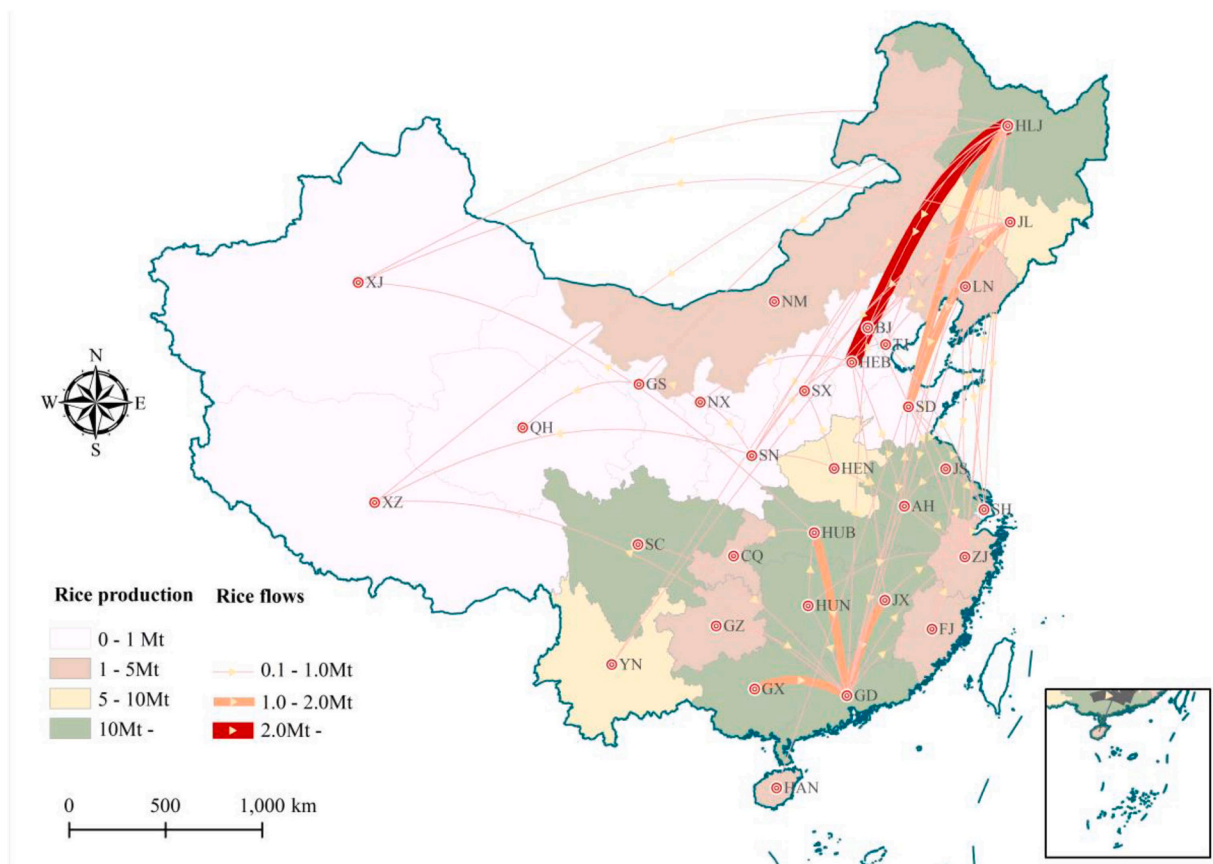 HLJ
JL
XJ
LN
NM
BJ
TJ
HEB
GS
SX
NX
SD
N
W E
S
QH
SN
HEN
JS
XZ
AH
SH
HUB
SC
CQ
ZJ
Rice production Rice flows
HUN
JX
GZ
FJ
0 - 1 Mt
YN
1 - 5Mt
0.1 - 1.0Mt
GX
GD
5 - 10Mt
1.0 - 2.0Mt
10Mt -
2.0Mt -
HAN
0 500 1,000 km